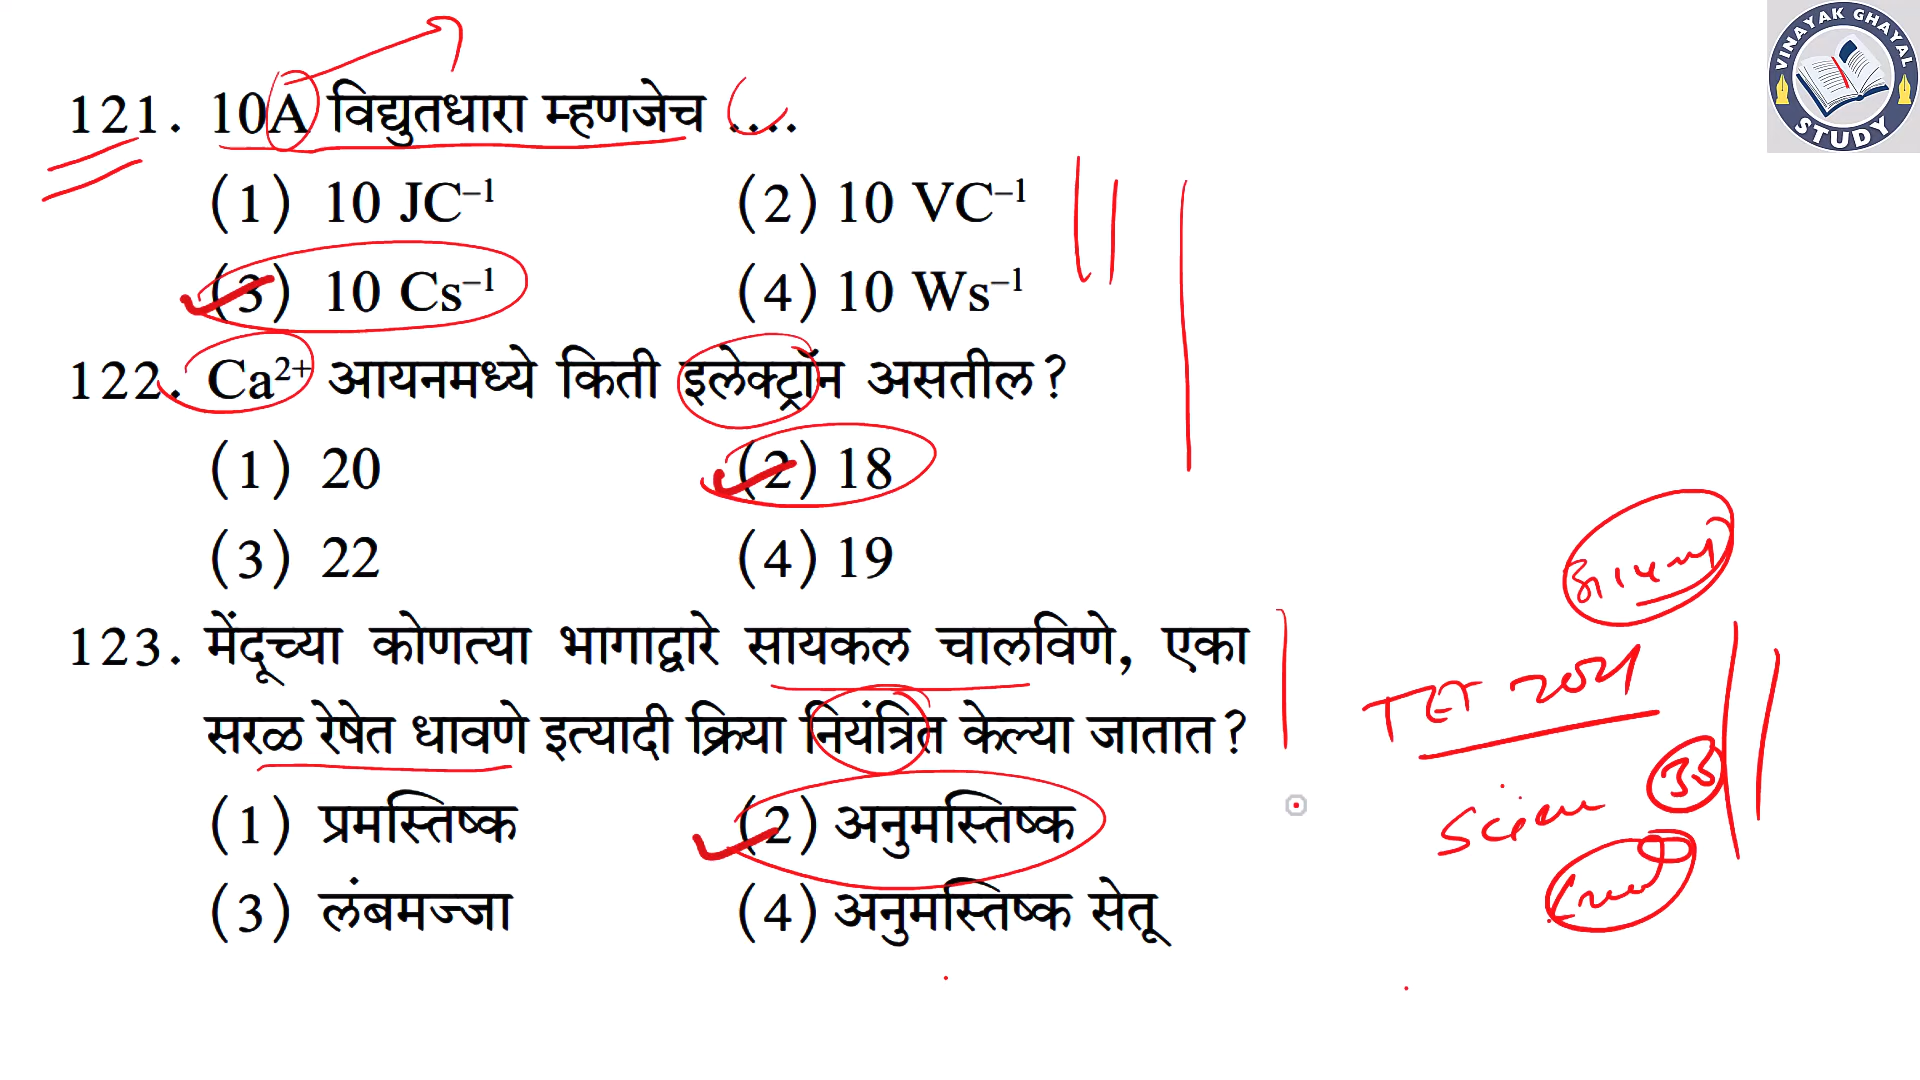 VINAYAK GHAYAL
STUDY
121. 10A विद्युतधारा म्हणजेच ....
(1) 10 JC⁻¹ (2) 10 VC⁻¹
(3) 10 Cs⁻¹ (4) 10 Ws⁻¹
122. Ca²⁺ आयनमध्ये किती इलेक्ट्रॉन असतील?
(1) 20 (2) 18
(3) 22 (4) 19
123. मेंदूच्या कोणत्या भागाद्वारे सायकल चालविणे, एका
सरळ रेषेत धावणे इत्यादी क्रिया नियंत्रित केल्या जातात?
(1) प्रमस्तिष्क (2) अनुमस्तिष्क
(3) लंबमज्जा (4) अनुमस्तिष्क सेतू
TET 2021